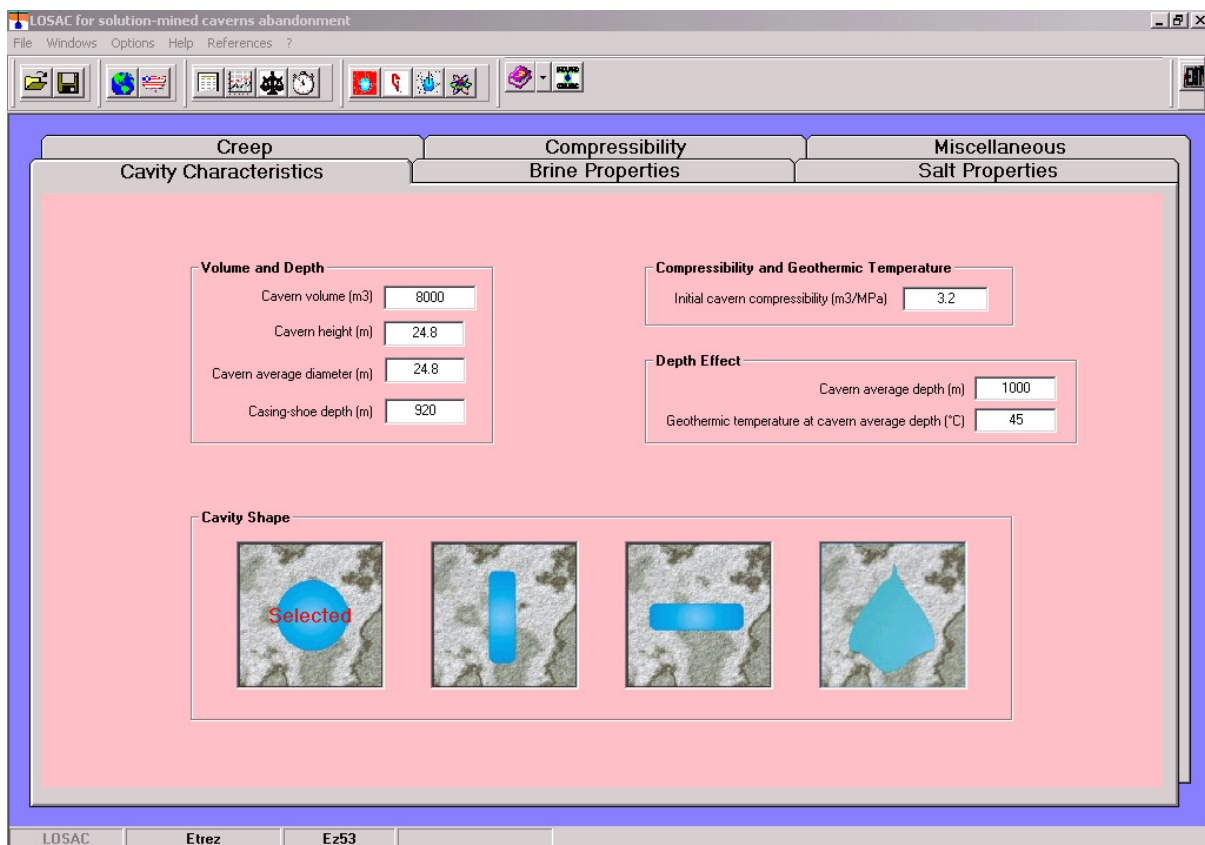 LOSAC for solution-mined caverns abandonment
File Windows Options Help References ?
Creep Compressibility Miscellaneous
Cavity Characteristics Brine Properties Salt Properties
Volume and Depth
Cavern volume (m3) 8000
Cavern height (m) 24.8
Cavern average diameter (m) 24.8
Casing-shoe depth (m) 920
Compressibility and Geothermic Temperature
Initial cavern compressibility (m3/MPa) 3.2
Depth Effect
Cavern average depth (m) 1000
Geothermic temperature at cavern average depth (°C) 45
Cavity Shape
Selected
LOSAC Etrez Ez53